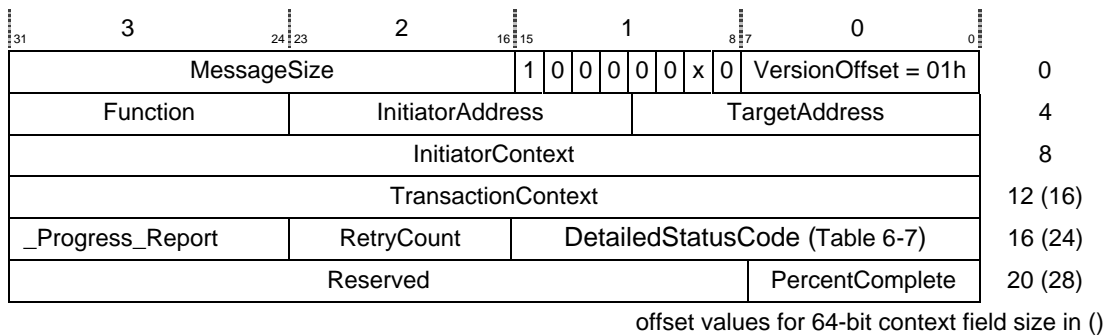 3 2 1 0
31 24 23 16 15 8 7 0
MessageSize 1 0 0 0 0 0 x 0 VersionOffset = 01h 0
Function InitiatorAddress TargetAddress 4
InitiatorContext 8
TransactionContext 12 (16)
_Progress_Report RetryCount DetailedStatusCode (Table 6-7) 16 (24)
Reserved PercentComplete 20 (28)
offset values for 64-bit context field size in ()